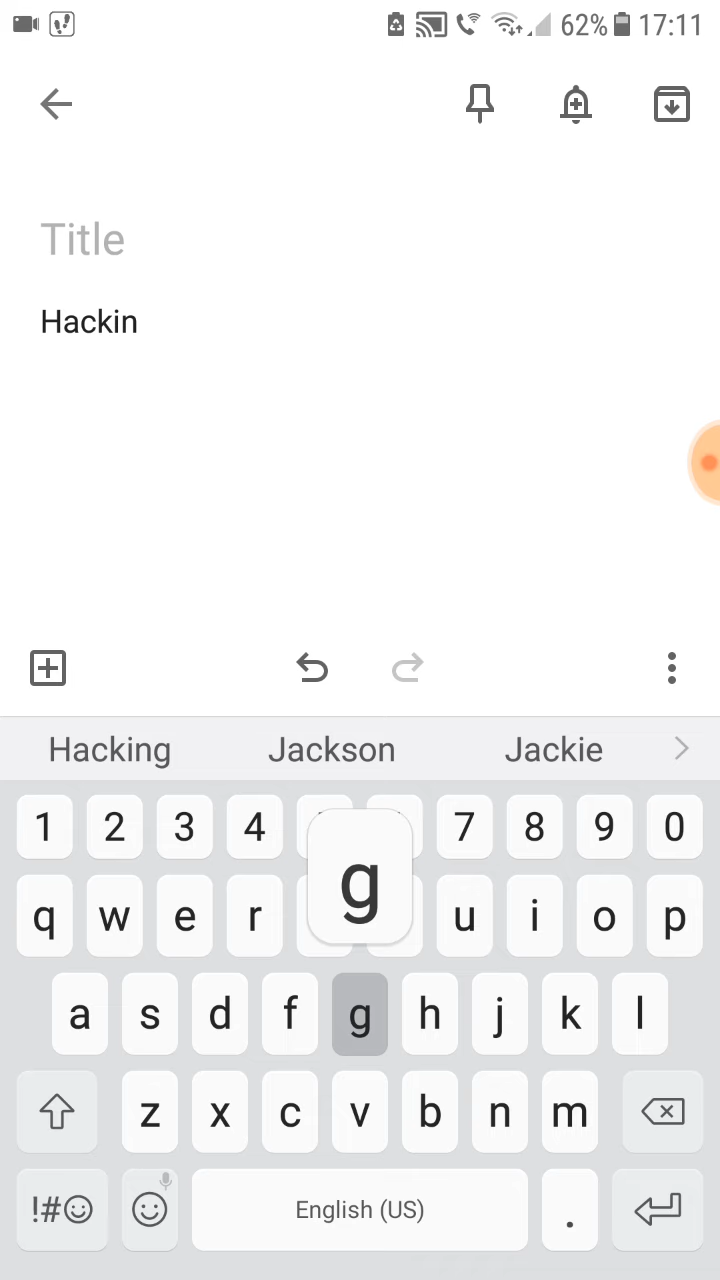 62% 17:11
Title
Hackin
Hacking Jackson Jackie
1 2 3 4 7 8 9 0
g
q w e r u i o p
a s d f g h j k l
z x c v b n m
!# English (US) .